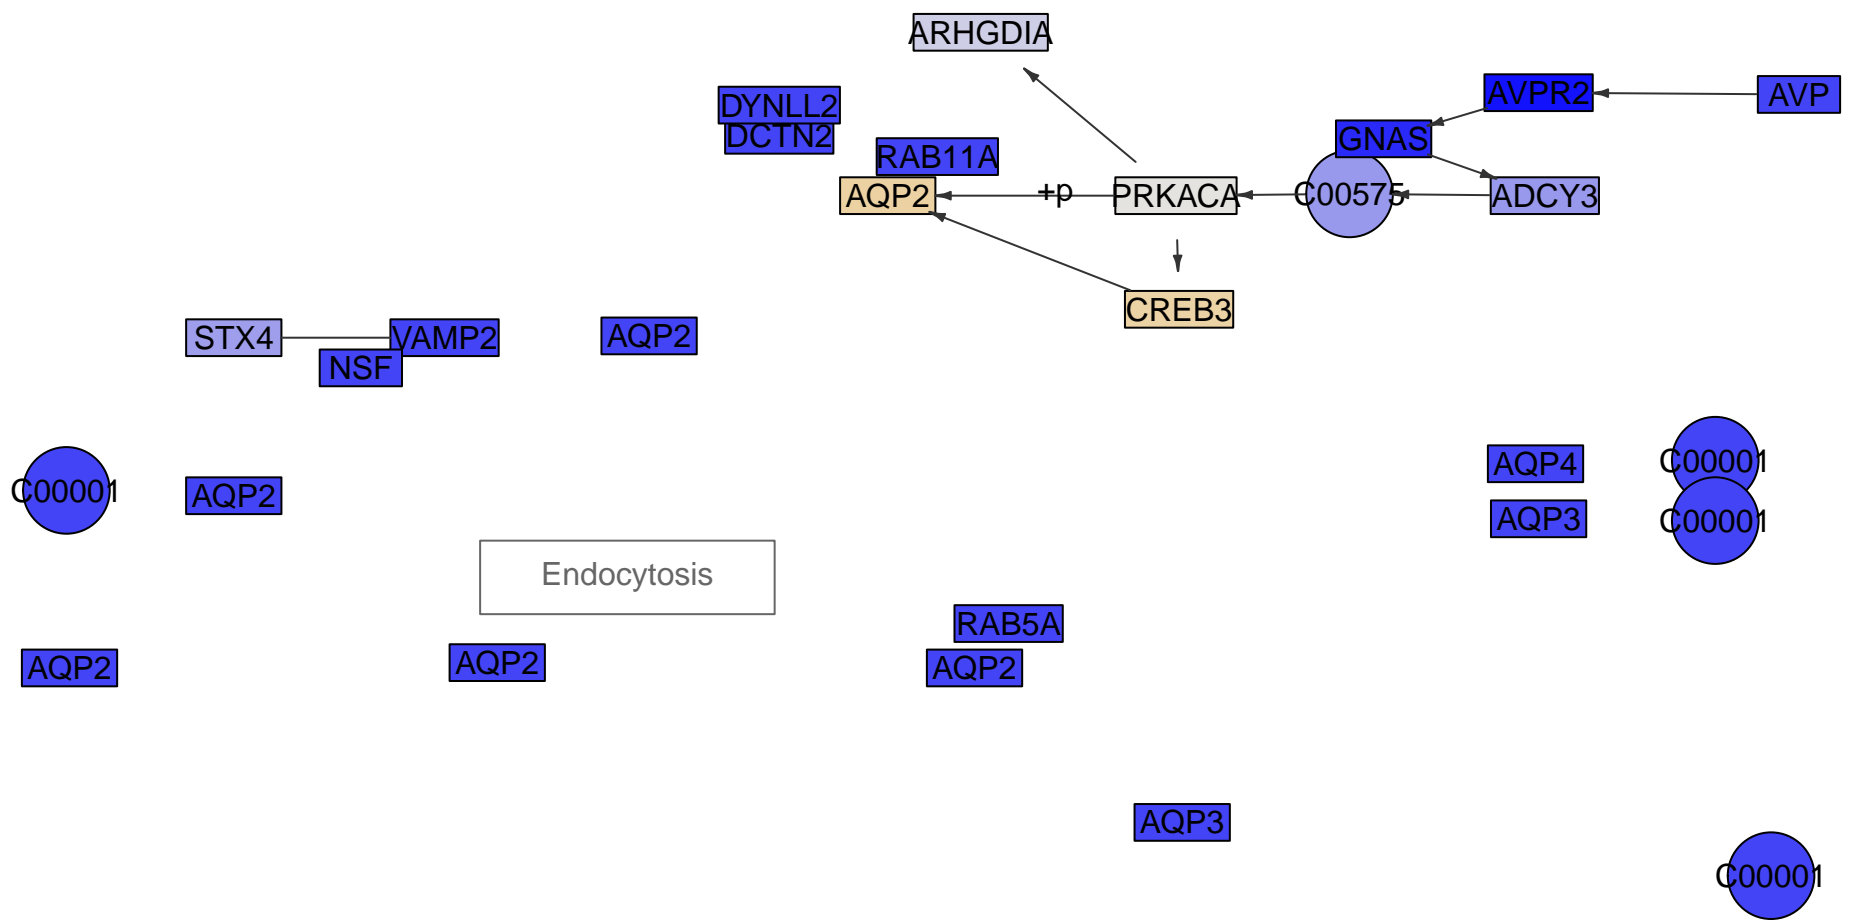 ARHGDIA
DYNLL2
AVPR2
AVP
DCTN2
GNAS
RAB11A
AQP2
+p
PRKACA
C00575
ADCY3
CREB3
STX4
VAMP2
AQP2
NSF
C00001
AQP2
AQP4
C00001
AQP3
C00001
Endocytosis
RAB5A
AQP2
AQP2
AQP2
AQP3
C00001